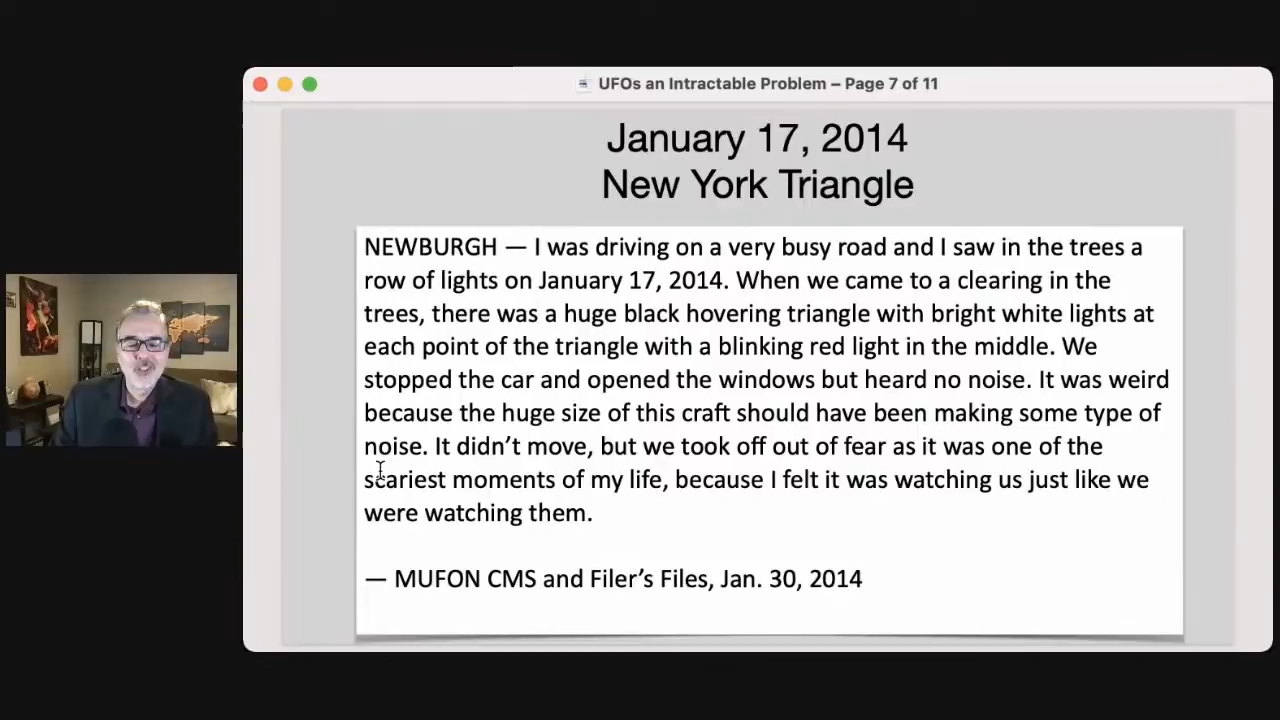 UFOs an Intractable Problem – Page 7 of 11
January 17, 2014
New York Triangle
NEWBURGH — I was driving on a very busy road and I saw in the trees a
row of lights on January 17, 2014. When we came to a clearing in the
trees, there was a huge black hovering triangle with bright white lights at
each point of the triangle with a blinking red light in the middle. We
stopped the car and opened the windows but heard no noise. It was weird
because the huge size of this craft should have been making some type of
noise. It didn’t move, but we took off out of fear as it was one of the
scariest moments of my life, because I felt it was watching us just like we
were watching them.
— MUFON CMS and Filer’s Files, Jan. 30, 2014